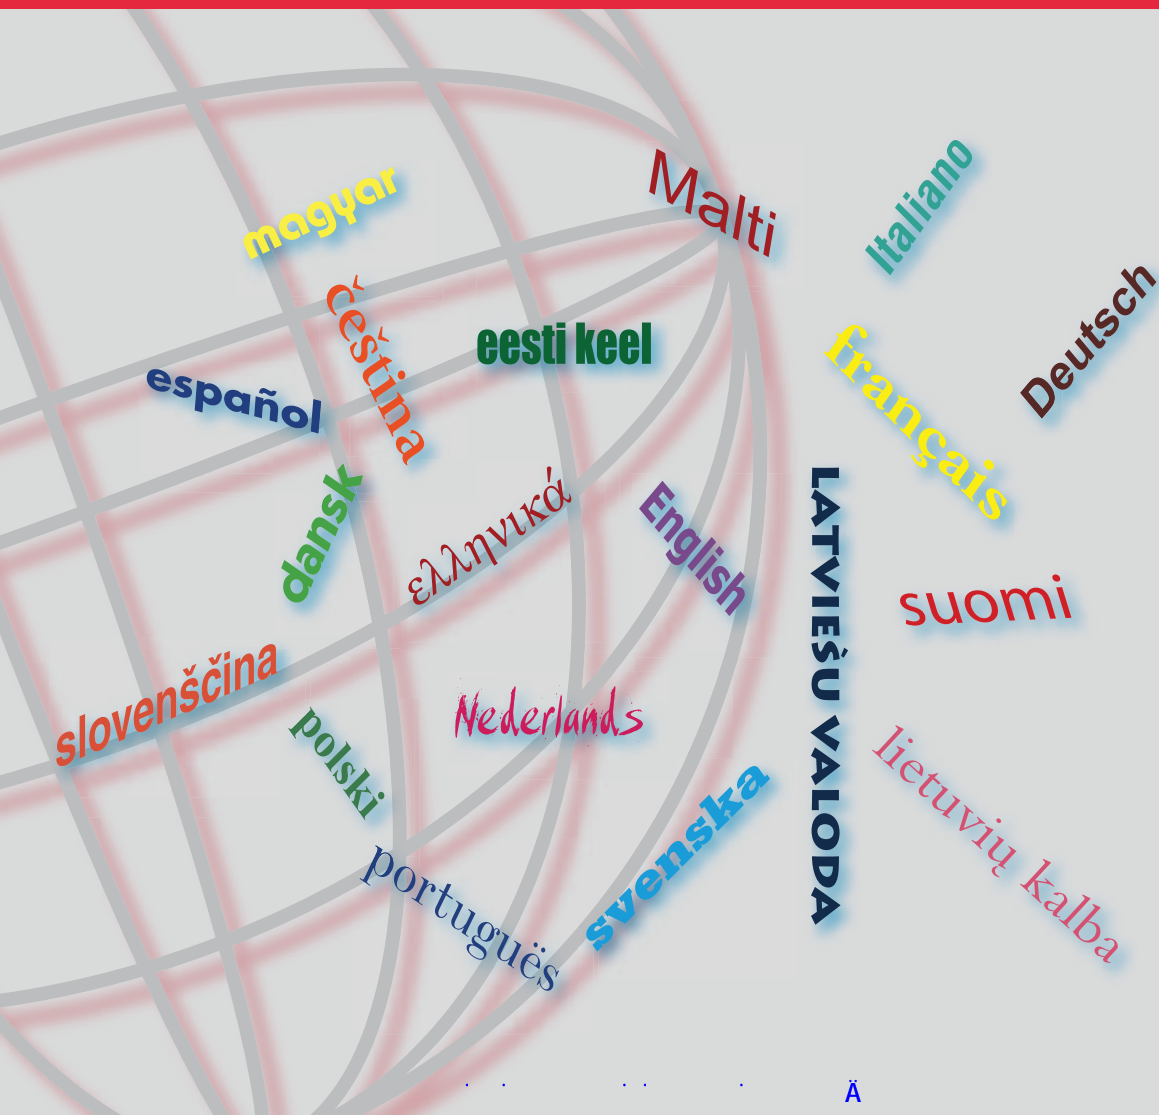 Malti
Italiano
magyar
Deutsch
čeština
eesti keel
français
español
dansk
ελληνικά
English
LATVIEŠU VALODA
suomi
slovenščina
Nederlands
polski
lietuvių kalba
svenska
portuguës
Ä